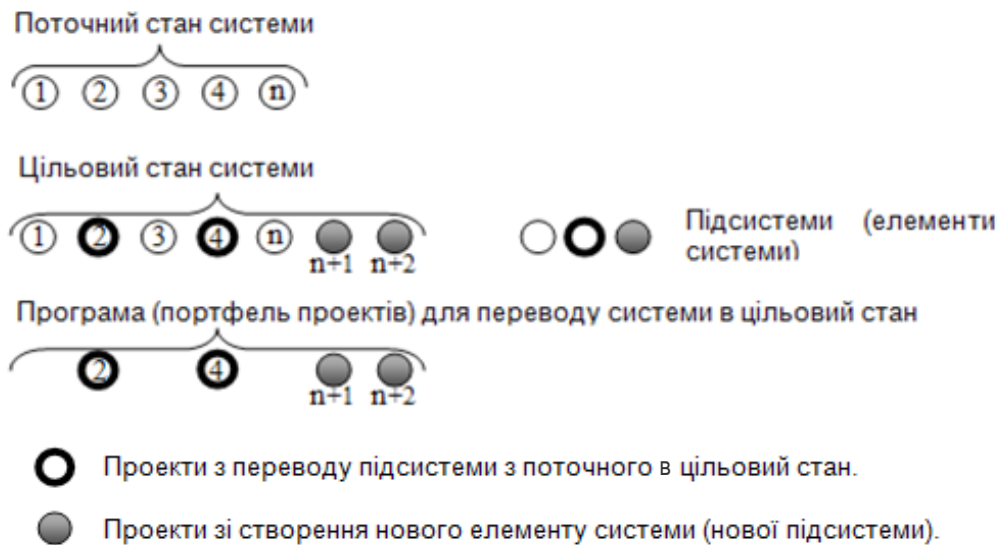 Поточний стан системи
1 2 3 4 n
Цільовий стан системи
1 2 3 4 n
n+1 n+2
Підсистеми (елементи
системи)
Програма (портфель проектів) для переводу системи в цільовий стан
2 4
n+1 n+2
Проекти з переводу підсистеми з поточного в цільовий стан.
Проекти зі створення нового елементу системи (нової підсистеми).